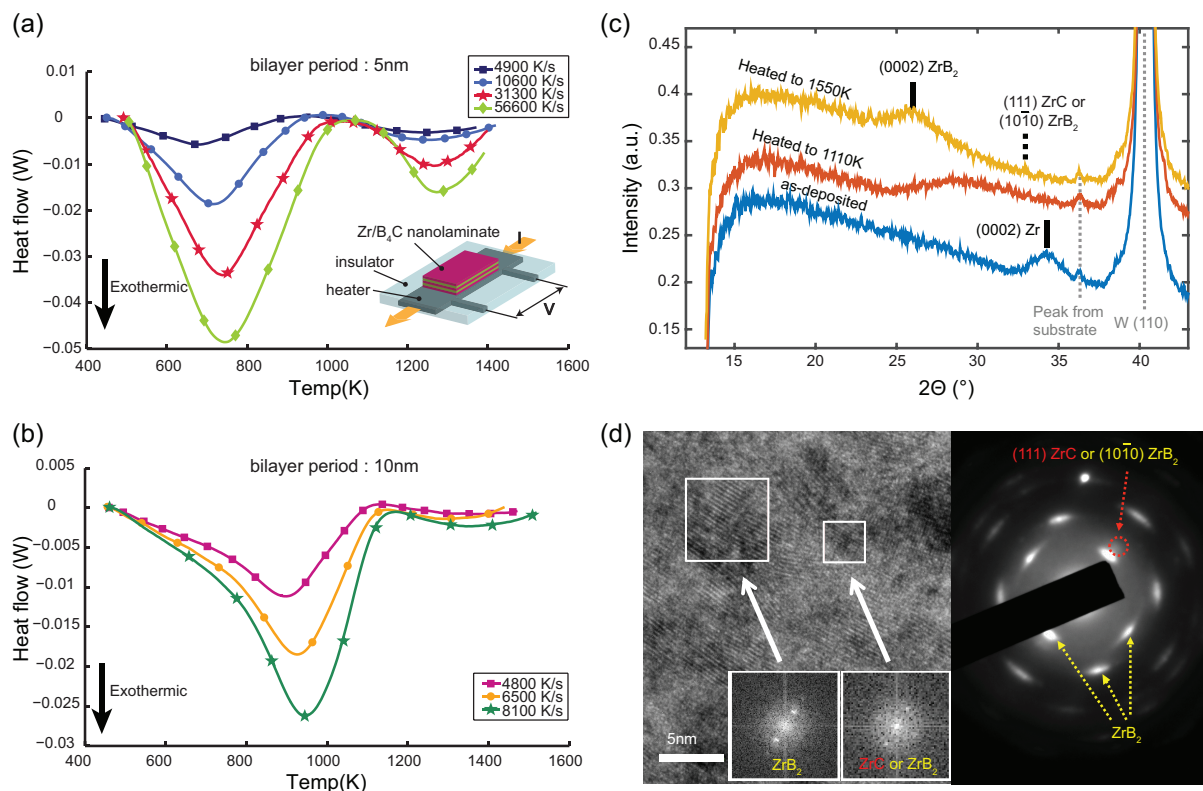 (a)
bilayer period : 5nm
4900 K/s
10600 K/s
31300 K/s
56600 K/s
0.01
0
−0.01
−0.02
−0.03
−0.04
−0.05
Heat flow (W)
Exothermic
Zr/B₄C nanolaminate
insulator
heater
I
V
400
600
800
1000
1200
1400
1600
Temp(K)
(b)
bilayer period : 10nm
0.005
0
−0.005
−0.01
−0.015
−0.02
−0.025
−0.03
Heat flow (W)
Exothermic
4800 K/s
6500 K/s
8100 K/s
400
600
800
1000
1200
1400
1600
Temp(K)
(c)
0.45
0.35
0.25
0.15
Intensity (a.u.)
Heated to 1550K
(0002) ZrB₂
(111) ZrC or
(101̄0) ZrB₂
Heated to 1110K
as-deposited
(0002) Zr
Peak from
substrate
W (110)
15
20
25
30
35
40
2Θ (°)
(d)
(111) ZrC or (101̄0) ZrB₂
5nm
ZrB₂
ZrC or ZrB₂
ZrB₂